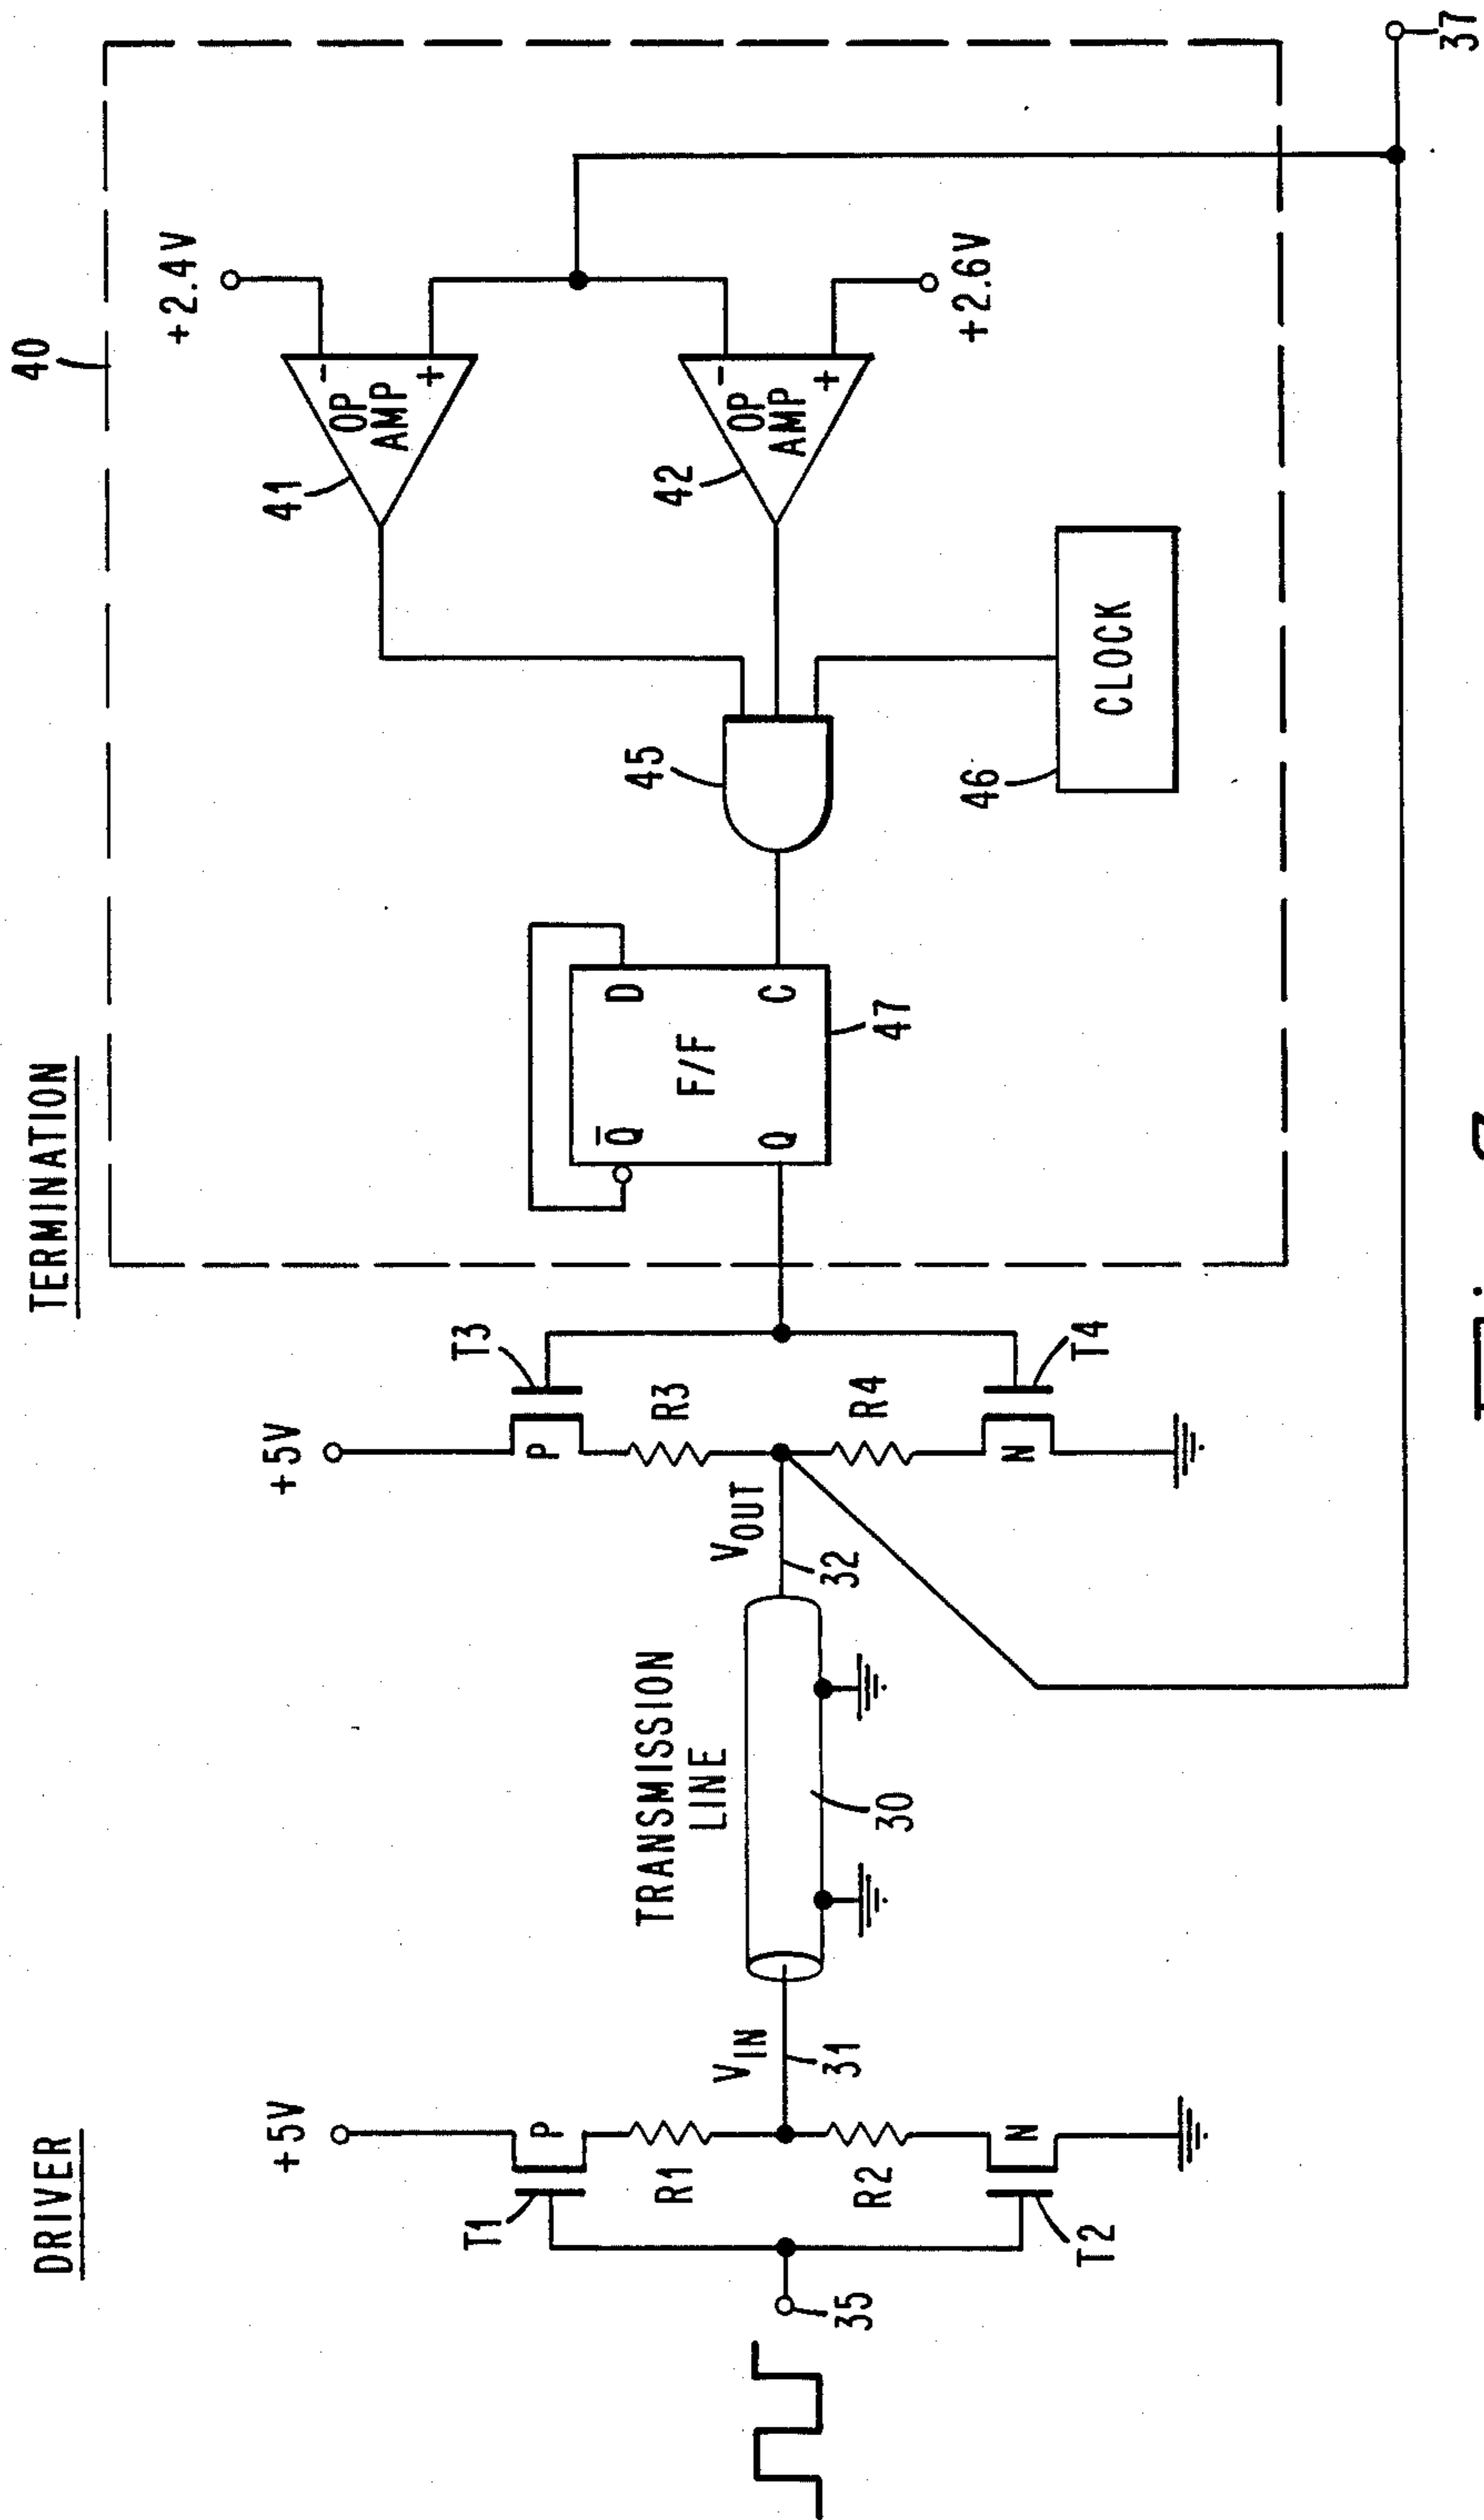 DRIVER
TERMINATION
40
+5V
T1
P
R1
VIN
31
R2
N
T2
35
TRANSMISSION
LINE
30
VOUT
32
+5V
T3
P
R3
R4
N
T4
Q̅
D
F/F
Q
C
47
45
41
OP
AMP
-
+
+2.4V
42
OP
AMP
-
+
+2.6V
46
CLOCK
37